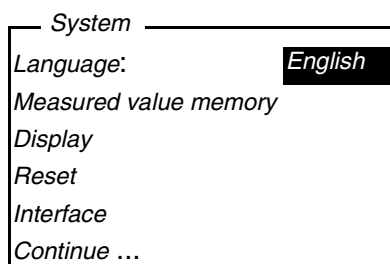 System
Language: English
Measured value memory
Display
Reset
Interface
Continue ...